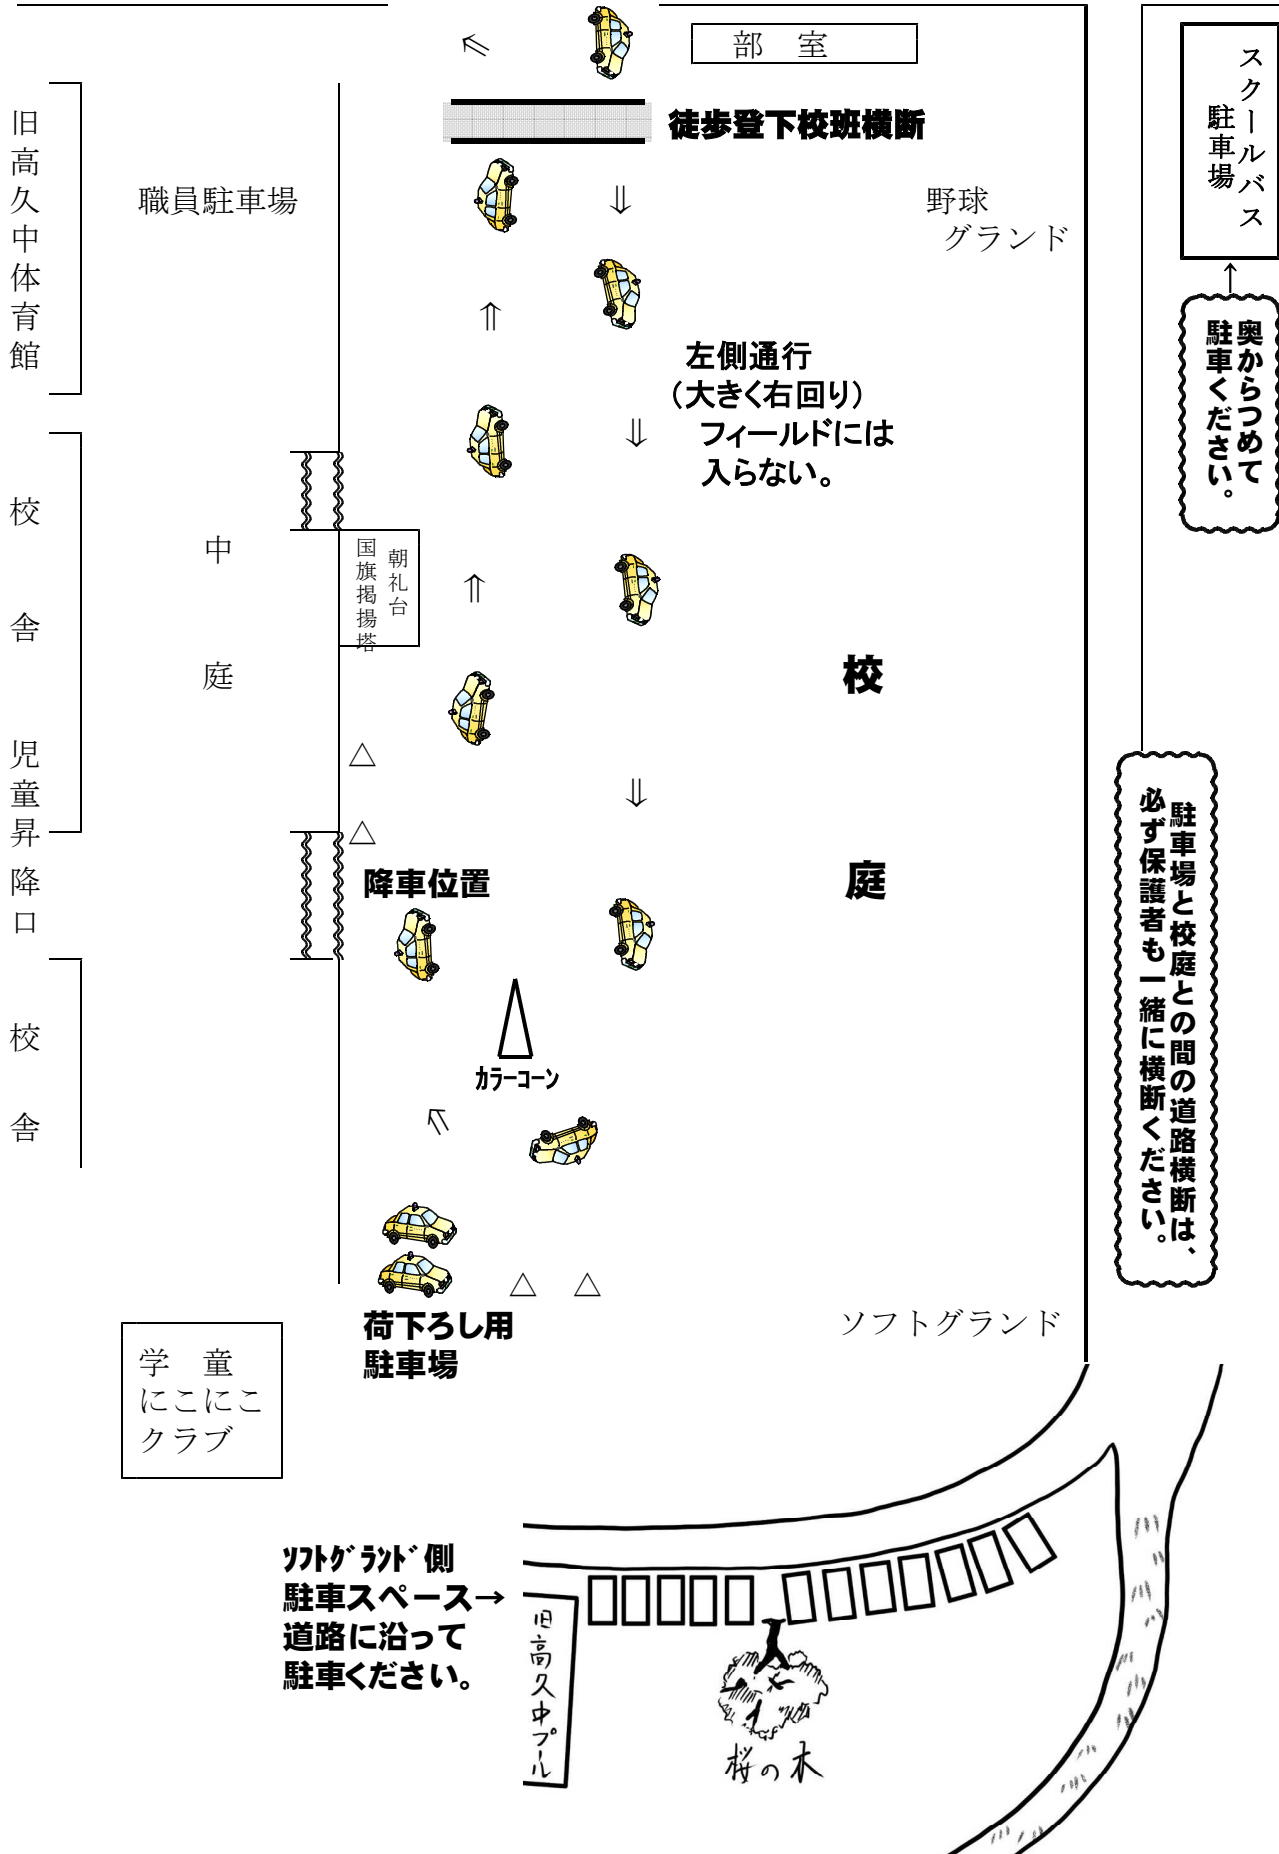 部 室
スクールバス
駐車場
徒歩登下校班横断
旧高久中体育館
職員駐車場
野球
グランド
↑
奥からつめて
駐車ください。
左側通行
(大きく右回り)
フィールドには
入らない。
校 舎
中 庭
朝礼台
国旗掲揚塔
校 庭
児童昇降口
降車位置
駐車場と校庭との間の道路横断は、
必ず保護者も一緒に横断ください。
校 舎
カラーコーン
荷下ろし用
駐車場
ソフトグランド
学 童
にこにこ
クラブ
ソフトグランド側
駐車スペース→
道路に沿って
駐車ください。
旧高久中プール
桜の木